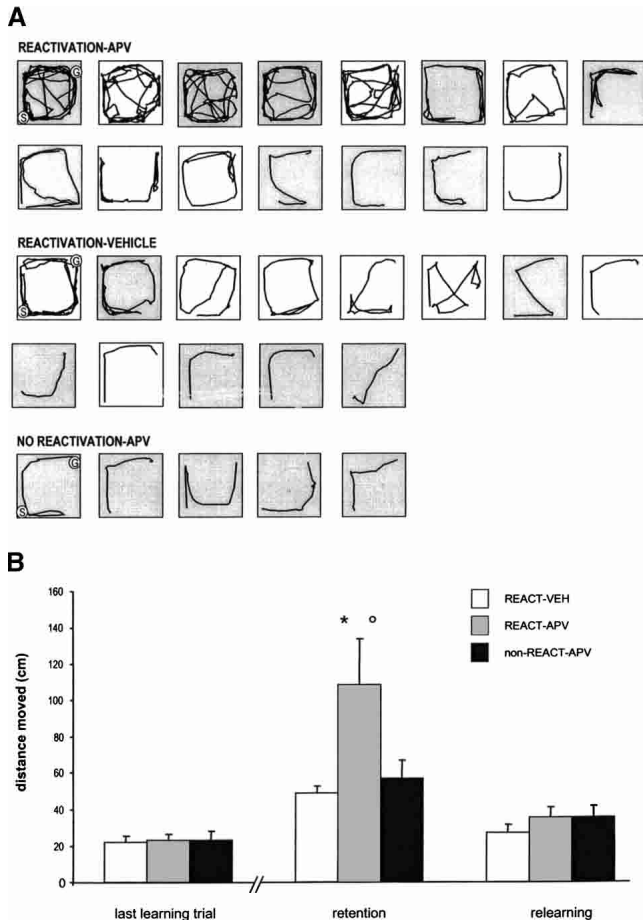 A
REACTIVATION-APV
G
S
REACTIVATION-VEHICLE
G
S
NO REACTIVATION-APV
G
S
B
160
140
120
100
80
60
40
20
0
distance moved (cm)
* °
REACT-VEH
REACT-APV
non-REACT-APV
//
last learning trial retention relearning